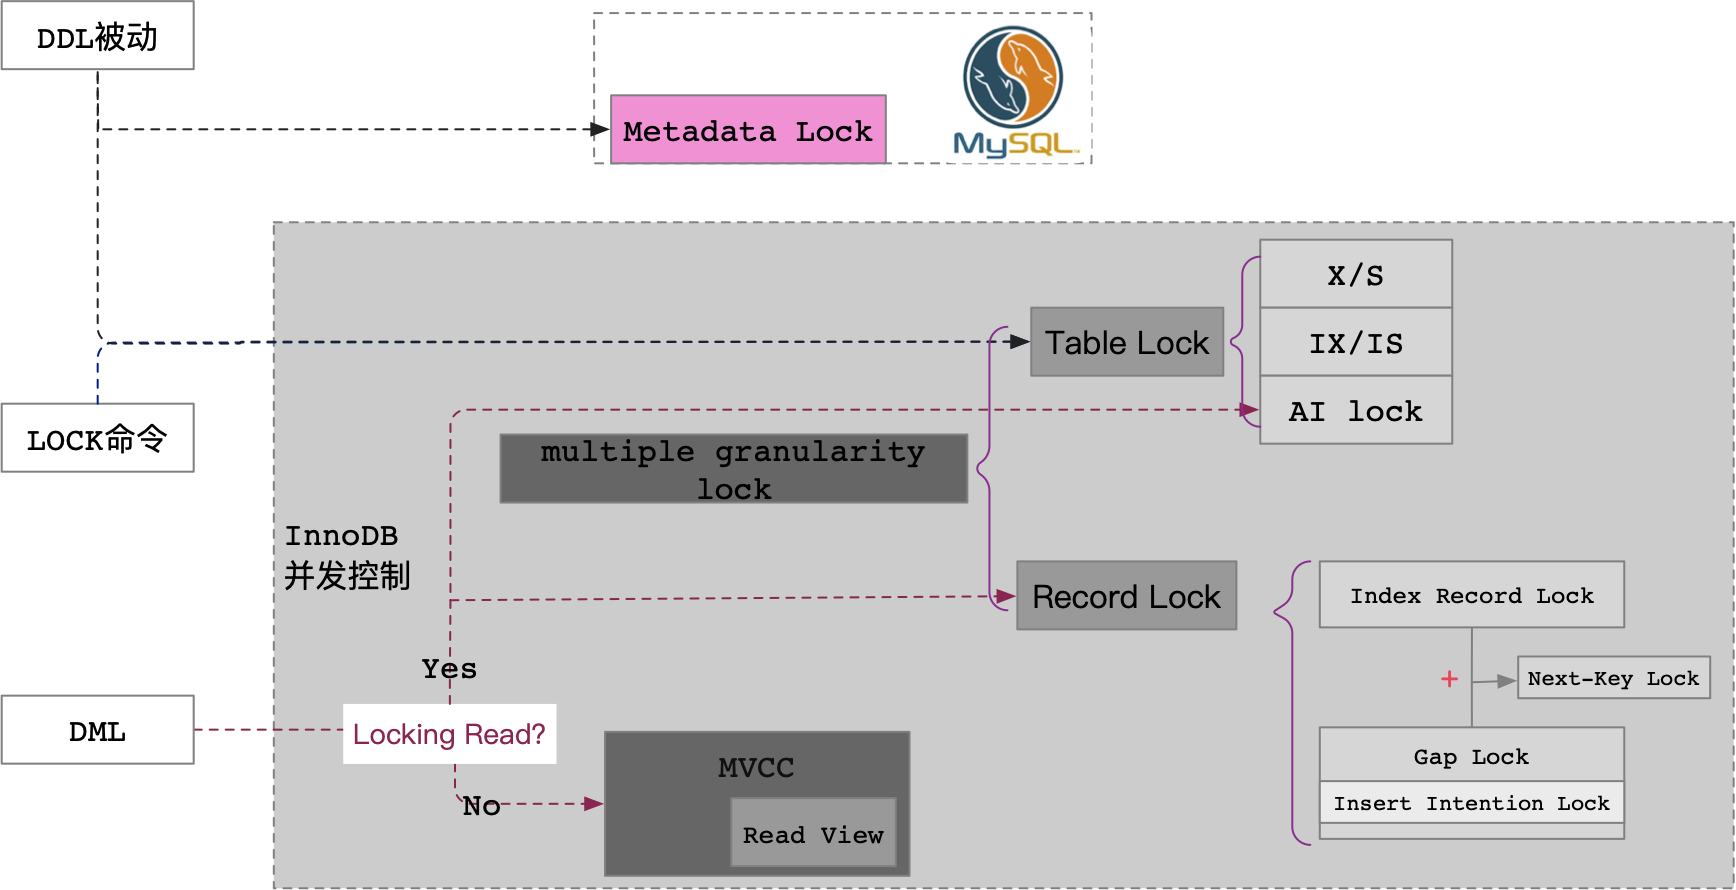 DDL被动
Metadata Lock
MySQL
X/S
Table Lock
IX/IS
AI lock
LOCK命令
multiple granularity
lock
InnoDB
并发控制
Record Lock
Index Record Lock
Yes
+
Next-Key Lock
DML
Locking Read?
Gap Lock
MVCC
Insert Intention Lock
No
Read View